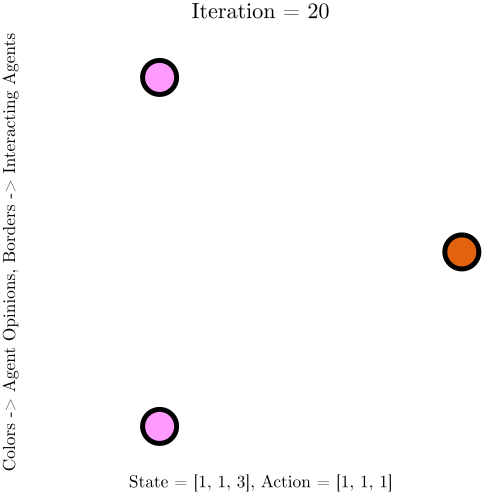 Iteration = 20
Colors -> Agent Opinions, Borders -> Interacting Agents
State = [1, 1, 3], Action = [1, 1, 1]